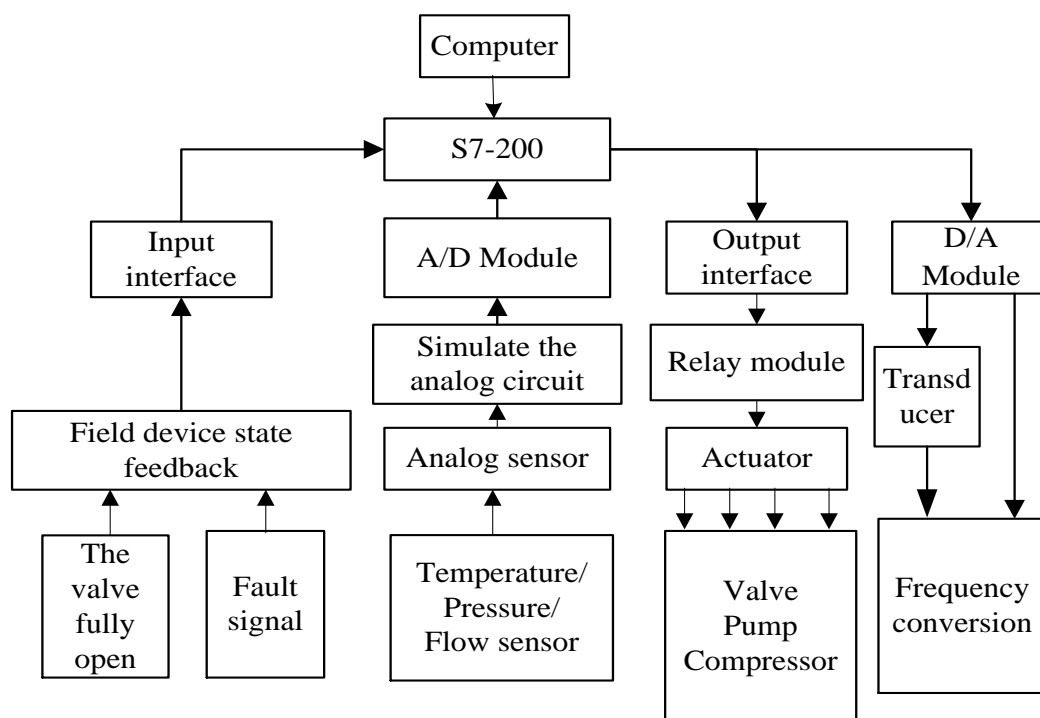 Computer
S7-200
Input
interface
A/D Module
Output
interface
D/A
Module
Simulate the
analog circuit
Relay module
Transd
ucer
Field device state
feedback
Analog sensor
Actuator
The
valve
fully
open
Fault
signal
Temperature/
Pressure/
Flow sensor
Valve
Pump
Compressor
Frequency
conversion